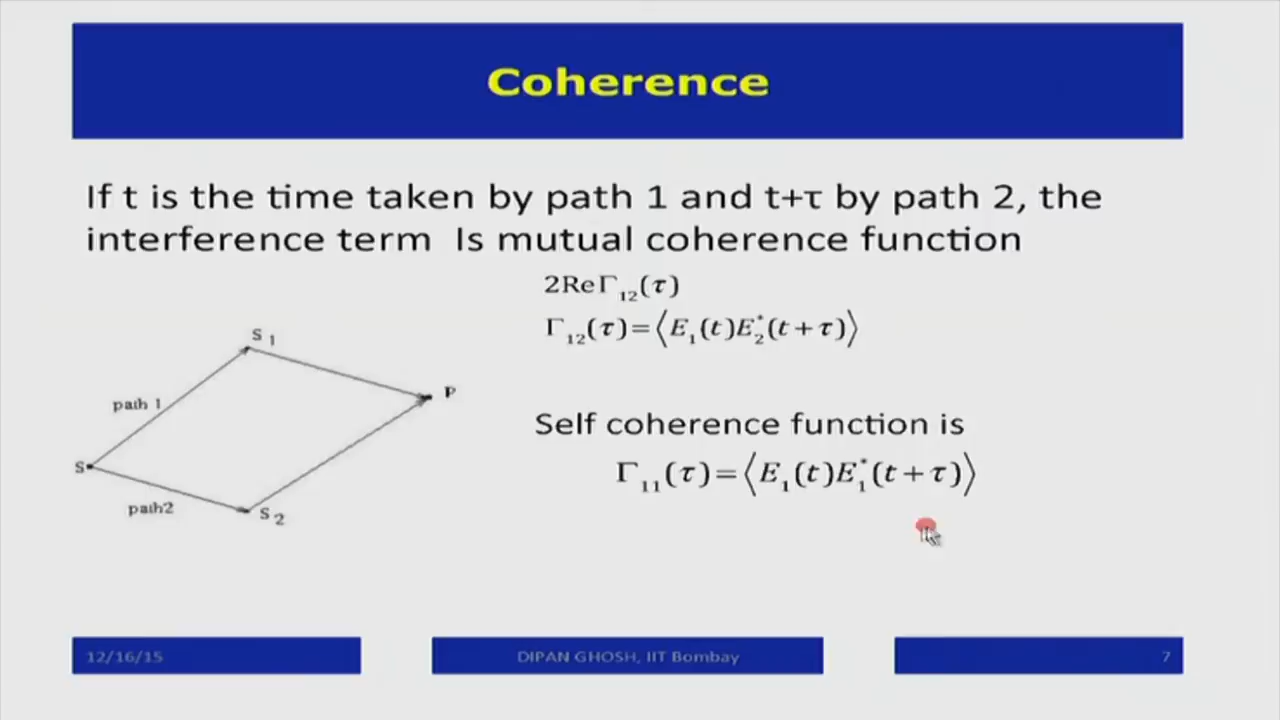 Coherence
If t is the time taken by path 1 and t+τ by path 2, the
interference term Is mutual coherence function
2ReΓ₁₂(τ)
Γ₁₂(τ)=⟨E₁(t)E₂*(t+τ)⟩
S₁
path 1
P
S
path2
S₂
Self coherence function is
Γ₁₁(τ)=⟨E₁(t)E₁*(t+τ)⟩
12/16/15
DIPAN GHOSH, IIT Bombay
7